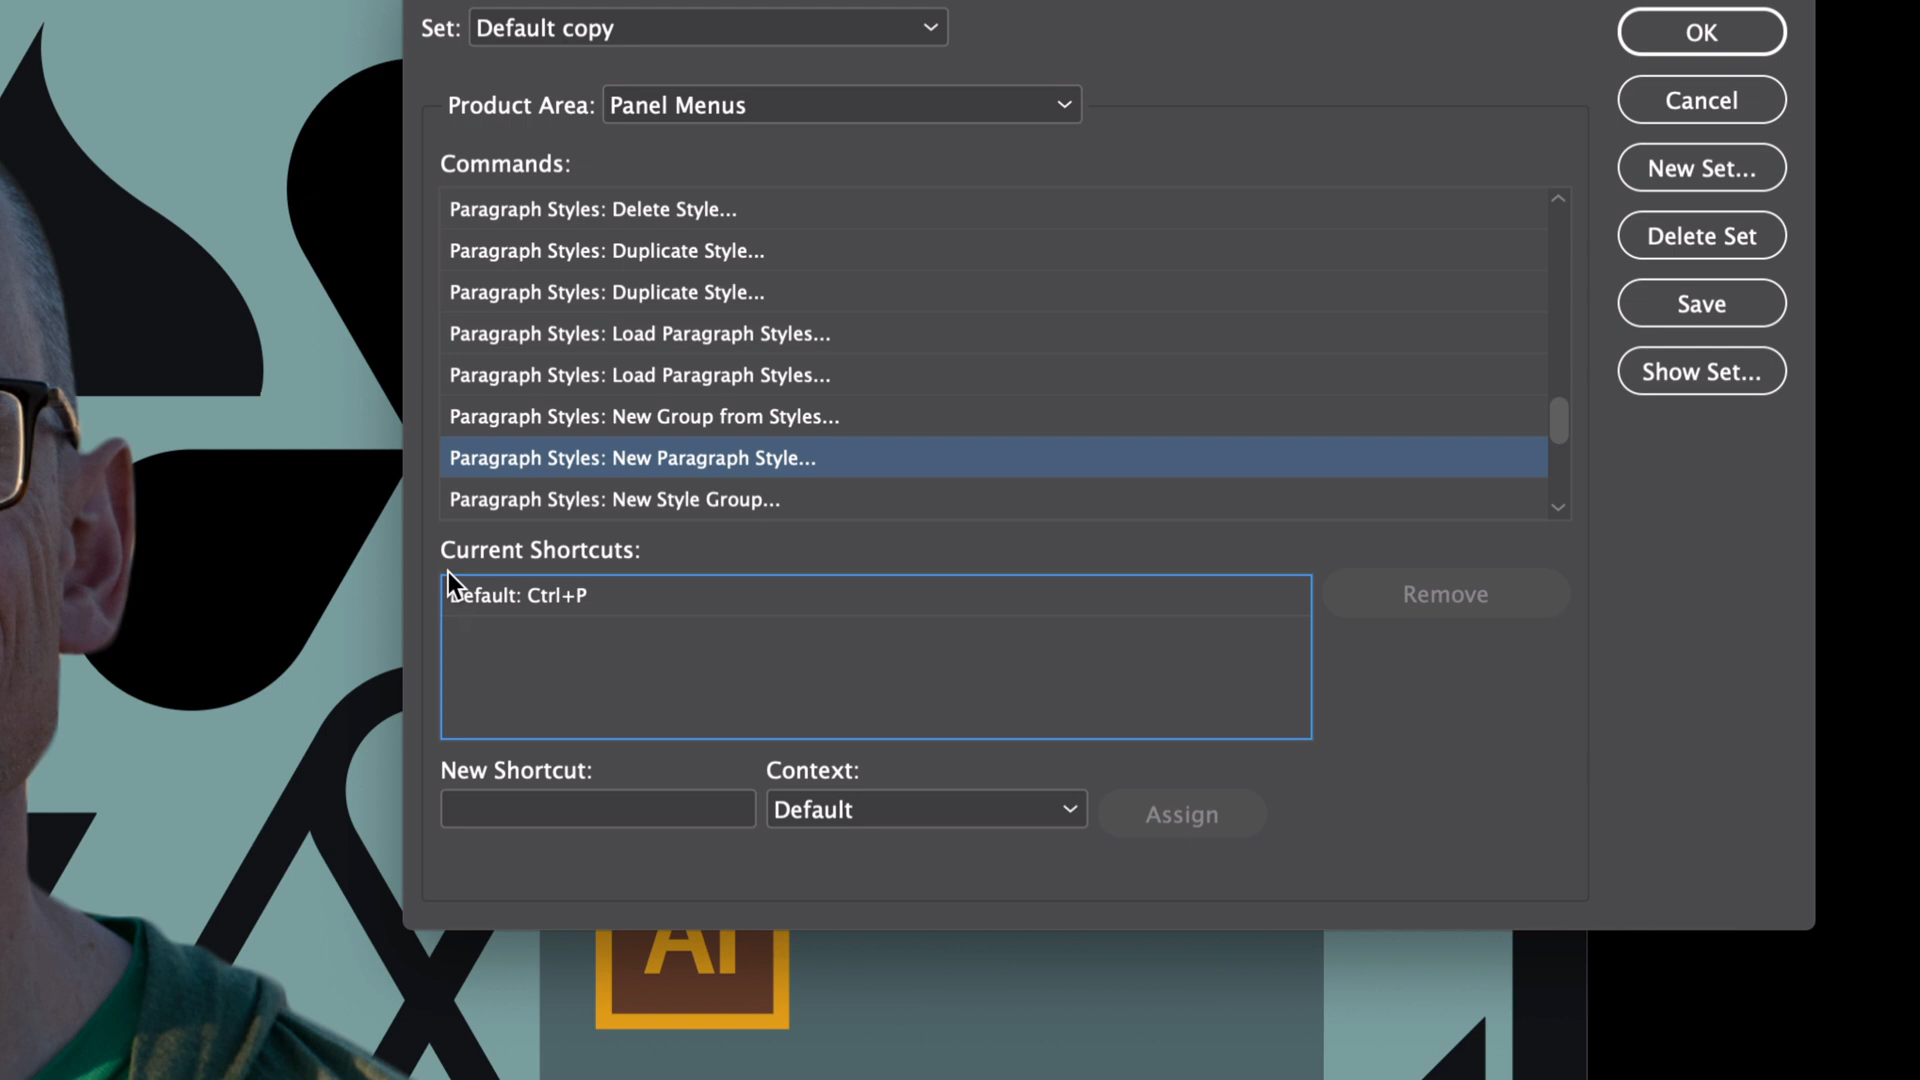 Set: Default copy
OK
Product Area: Panel Menus
Cancel
Commands:
New Set...
Paragraph Styles: Delete Style...
Delete Set
Paragraph Styles: Duplicate Style...
Paragraph Styles: Duplicate Style...
Save
Paragraph Styles: Load Paragraph Styles...
Paragraph Styles: Load Paragraph Styles...
Show Set...
Paragraph Styles: New Group from Styles...
Paragraph Styles: New Paragraph Style...
Paragraph Styles: New Style Group...
Current Shortcuts:
Default: Ctrl+P
Remove
New Shortcut:
Context:
Default
Assign
Ai